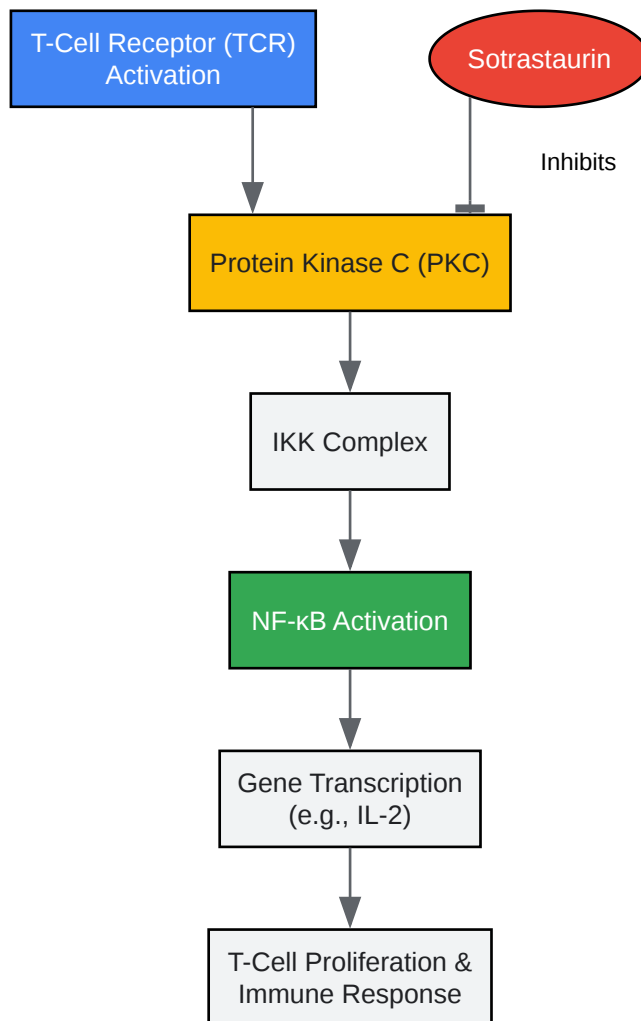 T-Cell Receptor (TCR)
Activation
Sotrastaurin
Inhibits
Protein Kinase C (PKC)
IKK Complex
NF-κB Activation
Gene Transcription
(e.g., IL-2)
T-Cell Proliferation &
Immune Response